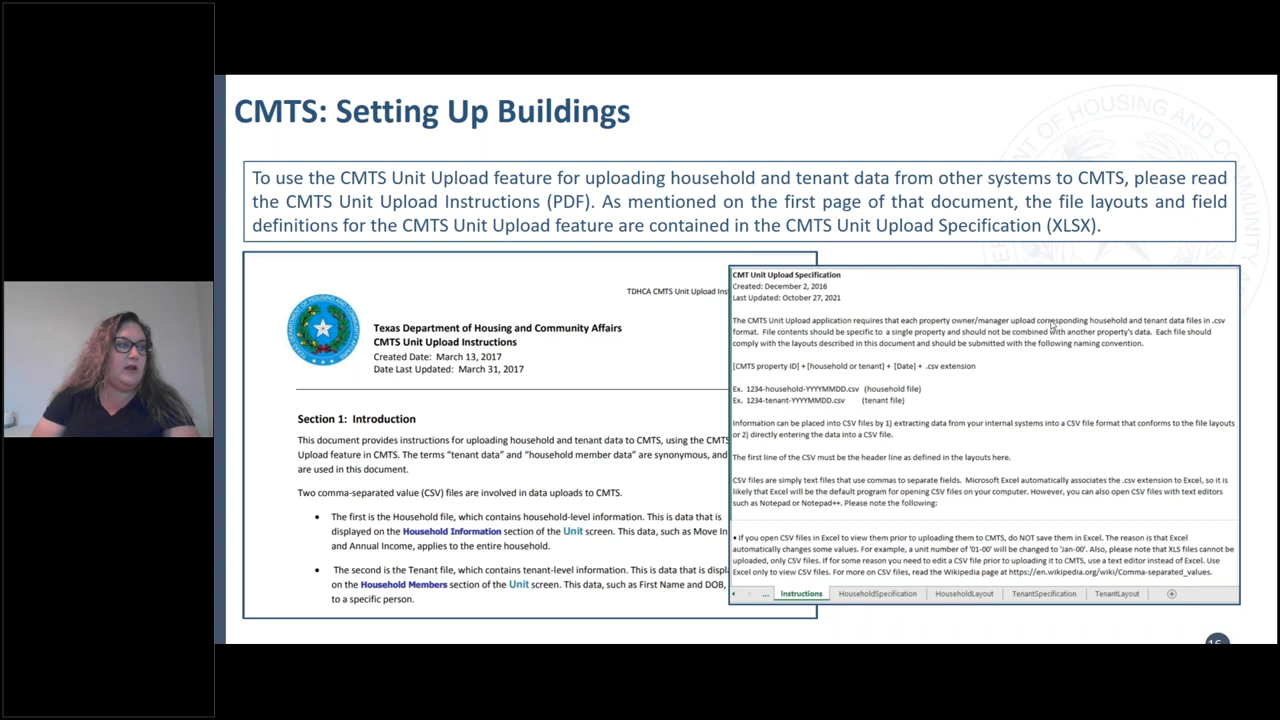 CMTS: Setting Up Buildings
To use the CMTS Unit Upload feature for uploading household and tenant data from other systems to CMTS, please read
the CMTS Unit Upload Instructions (PDF). As mentioned on the first page of that document, the file layouts and field
definitions for the CMTS Unit Upload feature are contained in the CMTS Unit Upload Specification (XLSX).
TDHCA CMTS Unit Upload Ins
Texas Department of Housing and Community Affairs
CMTS Unit Upload Instructions
Created Date: March 13, 2017
Date Last Updated: March 31, 2017
Section 1: Introduction
This document provides instructions for uploading household and tenant data to CMTS, using the CMTS
Upload feature in CMTS. The terms “tenant data” and “household member data” are synonymous, and
are used in this document.
Two comma-separated value (CSV) files are involved in data uploads to CMTS.
• The first is the Household file, which contains household-level information. This is data that is
displayed on the Household Information section of the Unit screen. This data, such as Move In
and Annual Income, applies to the entire household.
• The second is the Tenant file, which contains tenant-level information. This is data that is displ
on the Household Members section of the Unit screen. This data, such as First Name and DOB,
to a specific person.
CMT Unit Upload Specification
Created: December 2, 2016
Last Updated: October 27, 2021
The CMTS Unit Upload application requires that each property owner/manager upload corresponding household and tenant data files in .csv
format. File contents should be specific to a single property and should not be combined with another property's data. Each file should
comply with the layouts described in this document and should be submitted with the following naming convention.
[CMTS property ID] + [household or tenant] + [Date] + .csv extension
Ex. 1234-household-YYYYMMDD.csv (household file)
Ex. 1234-tenant-YYYYMMDD.csv (tenant file)
Information can be placed into CSV files by 1) extracting data from your internal systems into a CSV file format that conforms to the file layouts
or 2) directly entering the data into a CSV file.
The first line of the CSV must be the header line as defined in the layouts here.
CSV files are simply text files that use commas to separate fields. Microsoft Excel automatically associates the .csv extension to Excel, so it is
likely that Excel will be the default program for opening CSV files on your computer. However, you can also open CSV files with text editors
such as Notepad or Notepad++. Please note the following:
• If you open CSV files in Excel to view them prior to uploading them to CMTS, do NOT save them in Excel. The reason is that Excel
automatically changes some values. For example, a unit number of '01-00' will be changed to 'Jan-00'. Also, please note that XLS files cannot be
uploaded, only CSV files. If for some reason you need to edit a CSV file prior to uploading it to CMTS, use a text editor instead of Excel. Use
Excel only to view CSV files. For more on CSV files, read the Wikipedia page at https://en.wikipedia.org/wiki/Comma-separated_values.
... Instructions HouseholdSpecification HouseholdLayout TenantSpecification TenantLayout